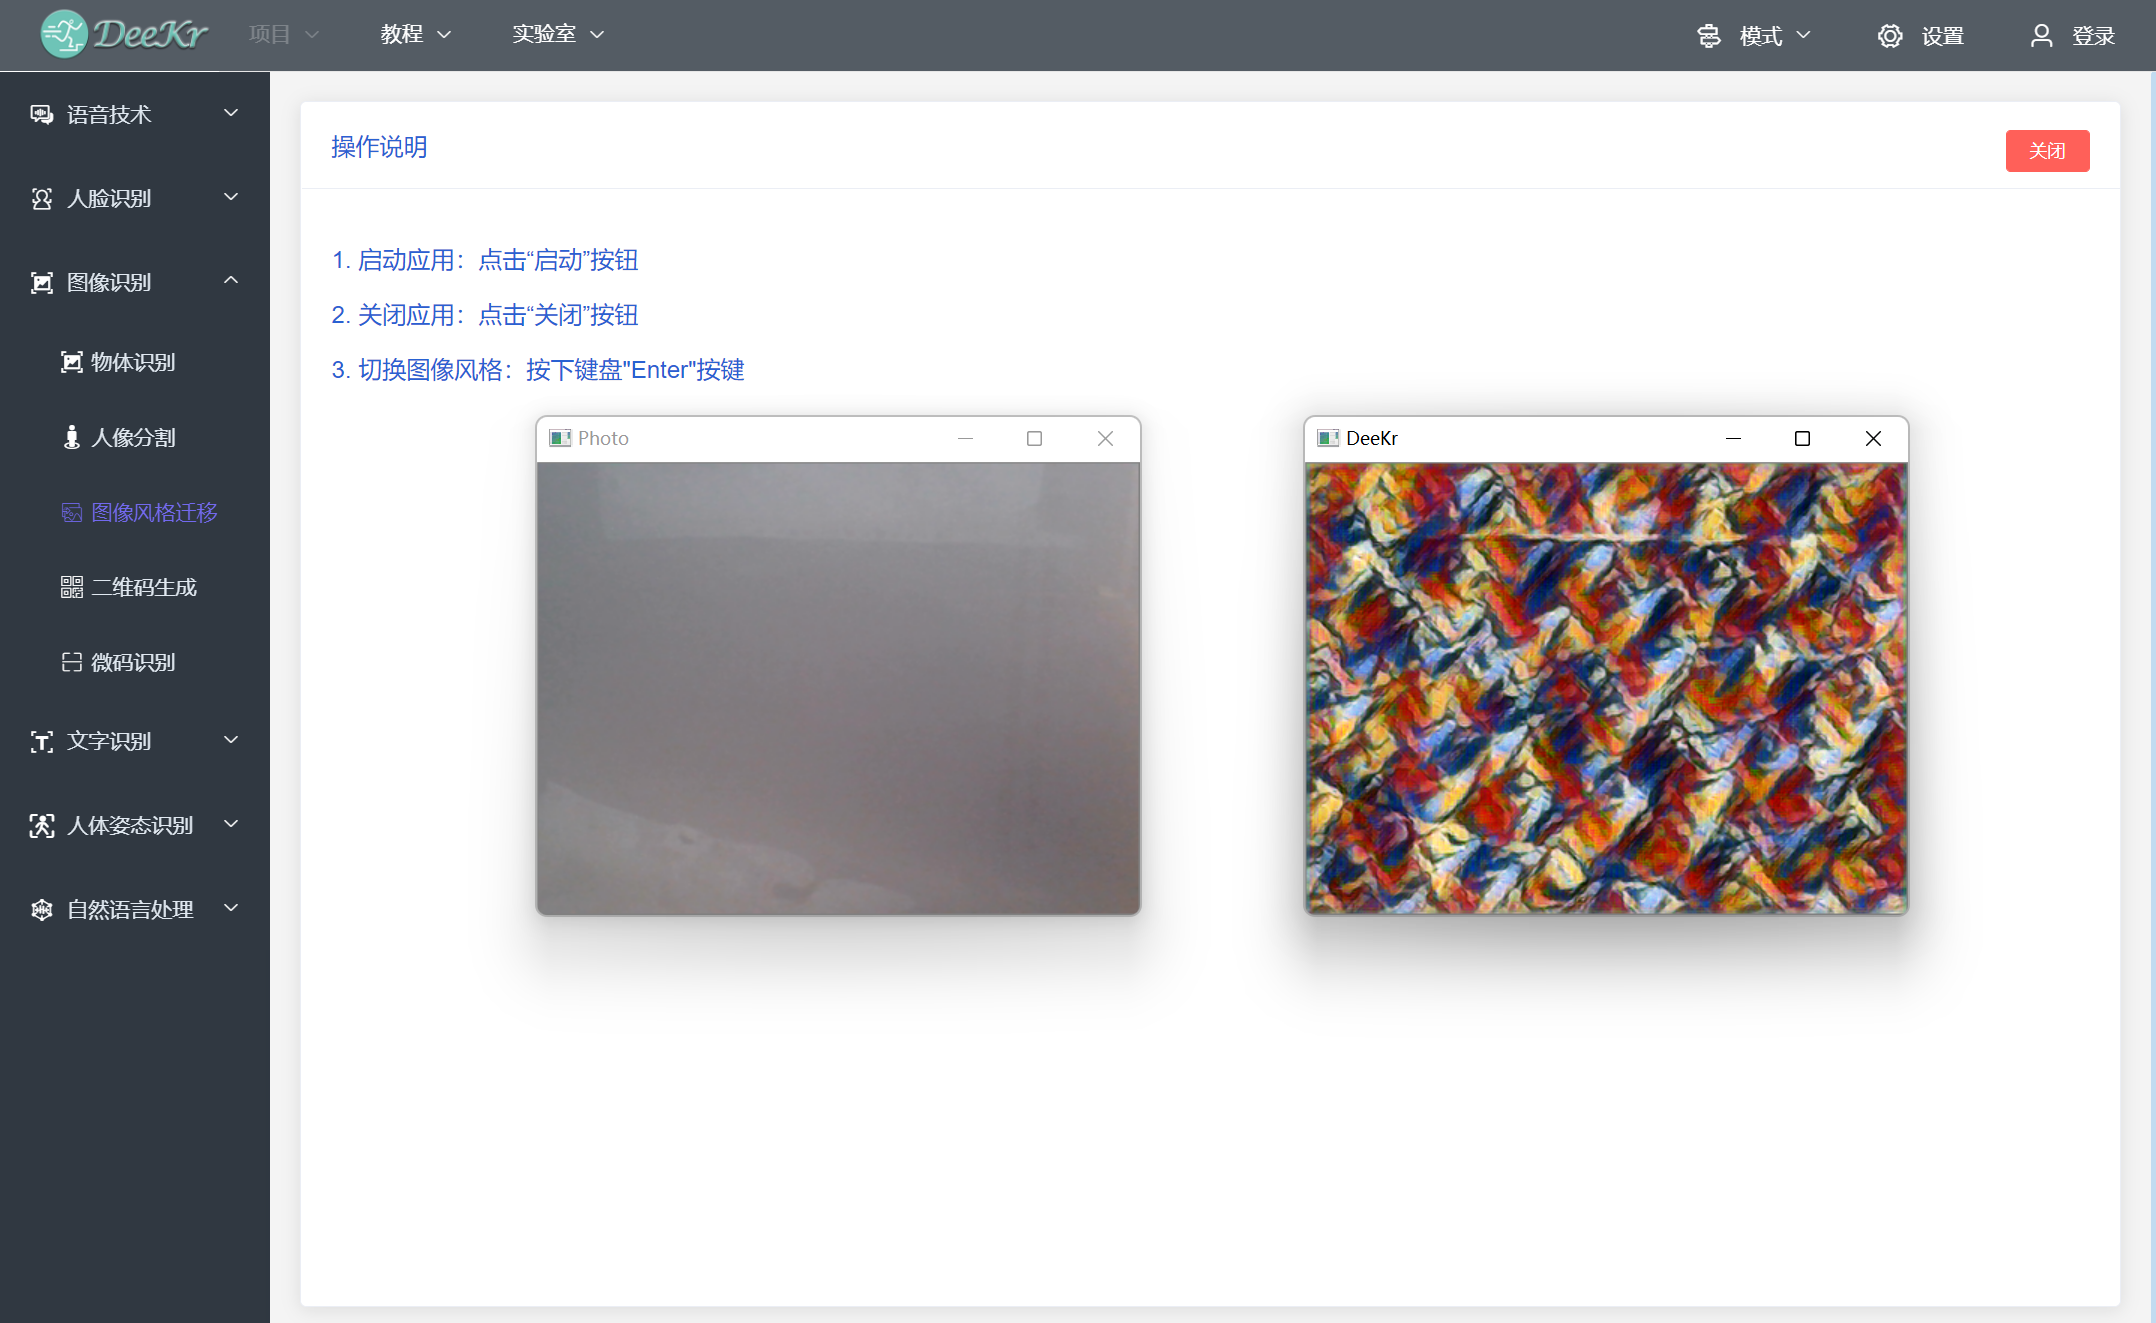 DeeKr
项目
教程
实验室
模式
设置
登录
语音技术
人脸识别
图像识别
物体识别
人像分割
图像风格迁移
二维码生成
微码识别
文字识别
人体姿态识别
自然语言处理
操作说明
关闭
1. 启动应用：点击“启动”按钮
2. 关闭应用：点击“关闭”按钮
3. 切换图像风格：按下键盘"Enter"按键
Photo
DeeKr